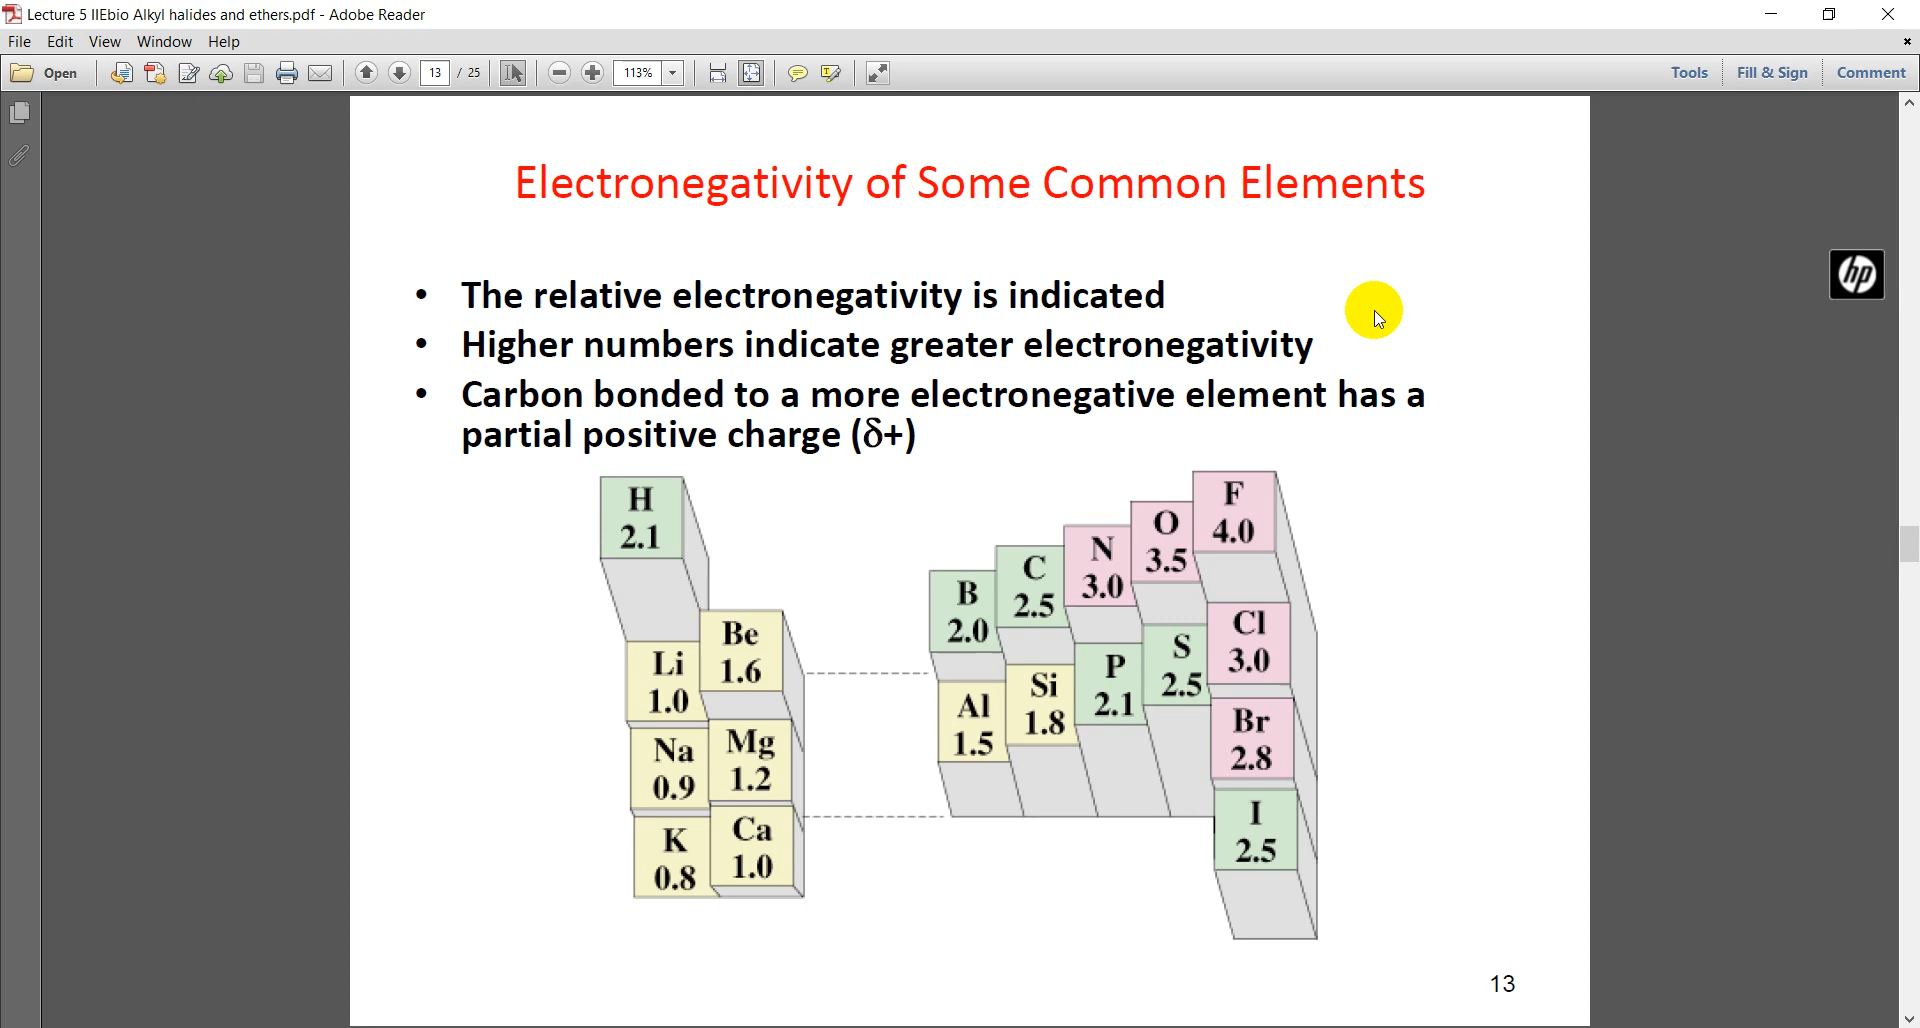 Lecture 5 IIEbio Alkyl halides and ethers.pdf - Adobe Reader
File Edit View Window Help
Open 13 / 25 113% Tools Fill & Sign Comment
Electronegativity of Some Common Elements
• The relative electronegativity is indicated
• Higher numbers indicate greater electronegativity
• Carbon bonded to a more electronegative element has a
partial positive charge (δ+)
hp
H
2.1
Li
1.0
Be
1.6
Na
0.9
Mg
1.2
K
0.8
Ca
1.0
B
2.0
C
2.5
N
3.0
O
3.5
F
4.0
Al
1.5
Si
1.8
P
2.1
S
2.5
Cl
3.0
Br
2.8
I
2.5
13